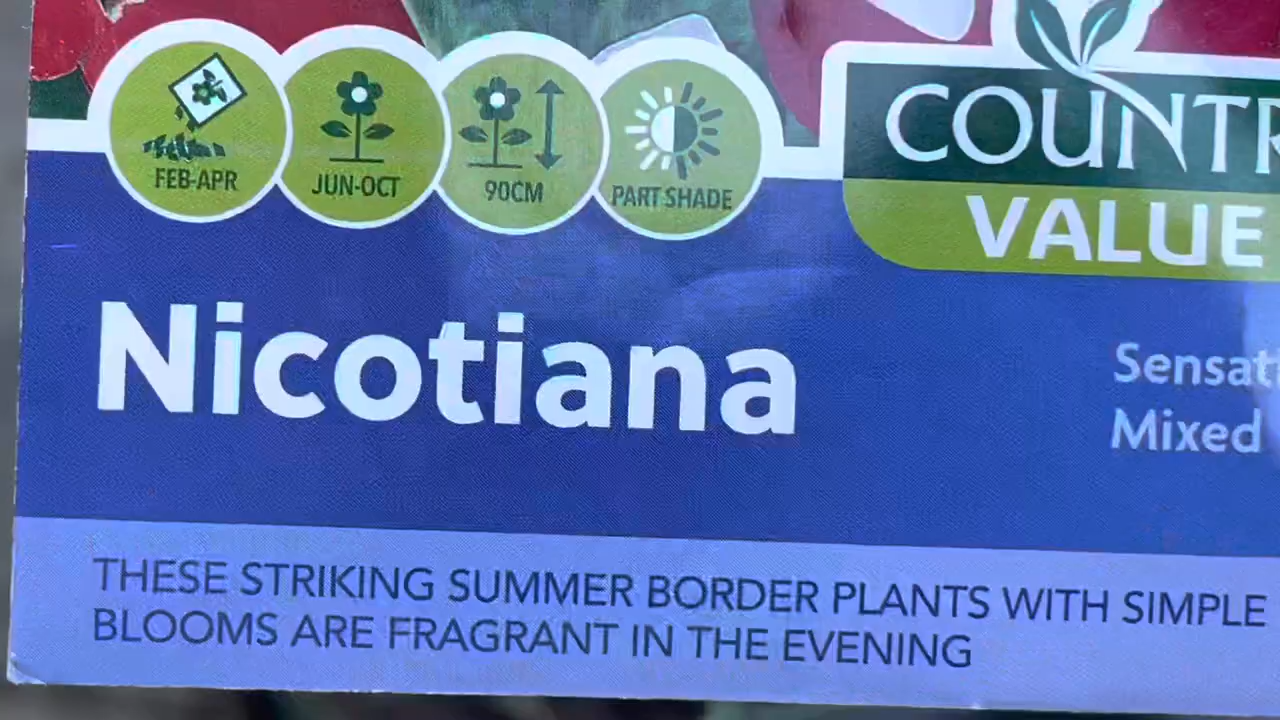 FEB-APR
JUN-OCT
90CM
PART SHADE
COUNTR
VALUE
Nicotiana
Sensati
Mixed
THESE STRIKING SUMMER BORDER PLANTS WITH SIMPLE
BLOOMS ARE FRAGRANT IN THE EVENING